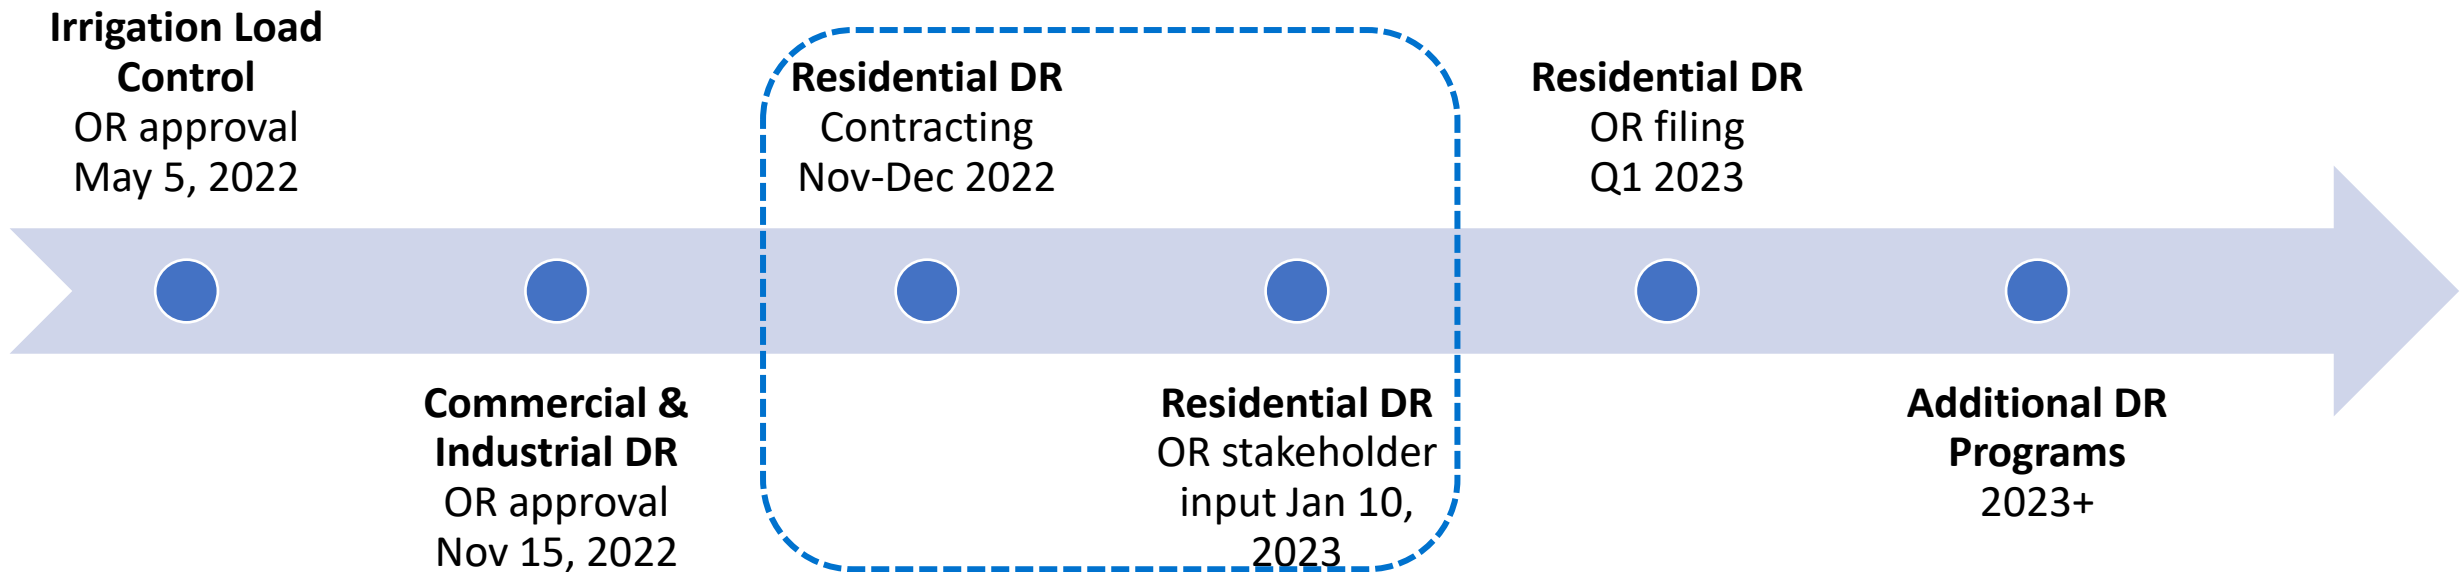 Irrigation Load
Control
OR approval
May 5, 2022
Commercial &
Industrial DR
OR approval
Nov 15, 2022
Residential DR
Contracting
Nov-Dec 2022
Residential DR
OR stakeholder
input Jan 10,
2023
Residential DR
OR filing
Q1 2023
Additional DR
Programs
2023+